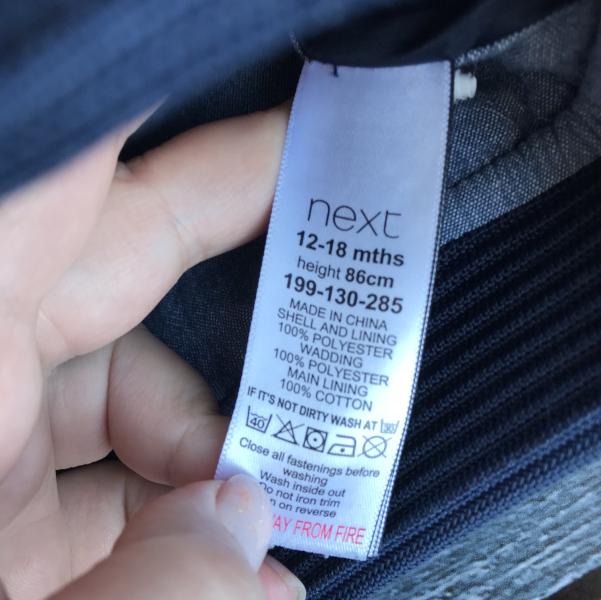 next
12-18 mths
height 86cm
199-130-285
MADE IN CHINA
SHELL AND LINING
100% POLYESTER
WADDING
100% POLYESTER
MAIN LINING
100% COTTON
IF IT'S NOT DIRTY WASH AT 30
40
Close all fastenings before
washing
Wash inside out
Do not iron trim
on reverse
FROM FIRE